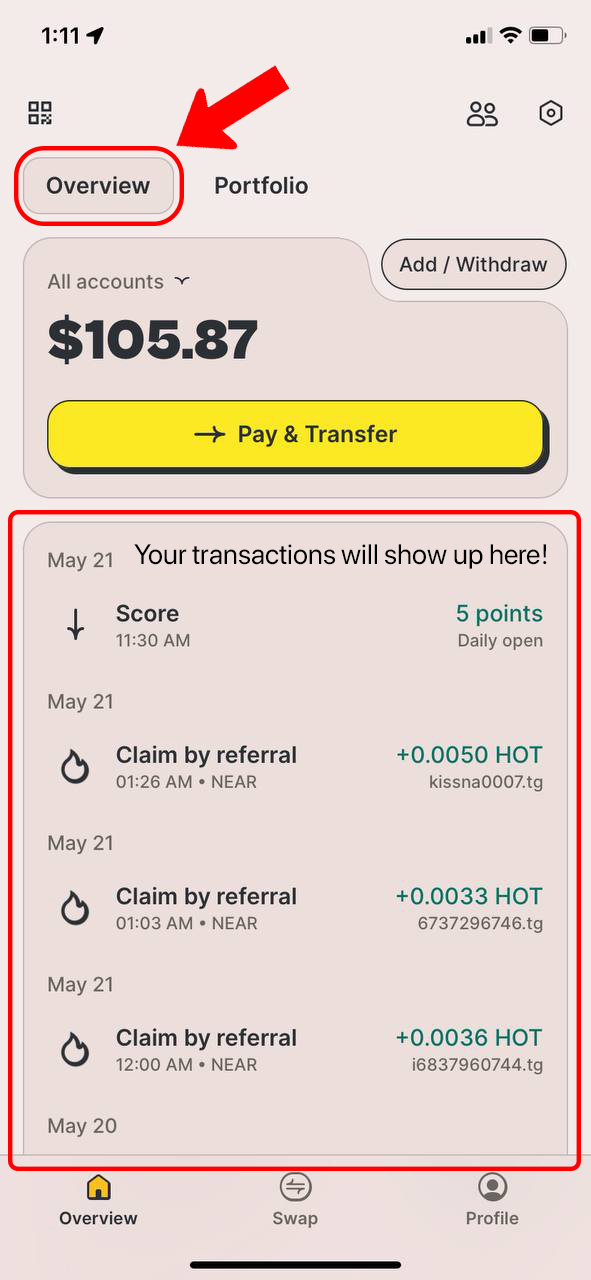 1:11
Overview
Portfolio
Add / Withdraw
All accounts
$105.87
Pay & Transfer
May 21
Your transactions will show up here!
Score
5 points
11:30 AM
Daily open
May 21
Claim by referral
+0.0050 HOT
01:26 AM • NEAR
kissna0007.tg
May 21
Claim by referral
+0.0033 HOT
01:03 AM • NEAR
6737296746.tg
May 21
Claim by referral
+0.0036 HOT
12:00 AM • NEAR
i6837960744.tg
May 20
Overview
Swap
Profile